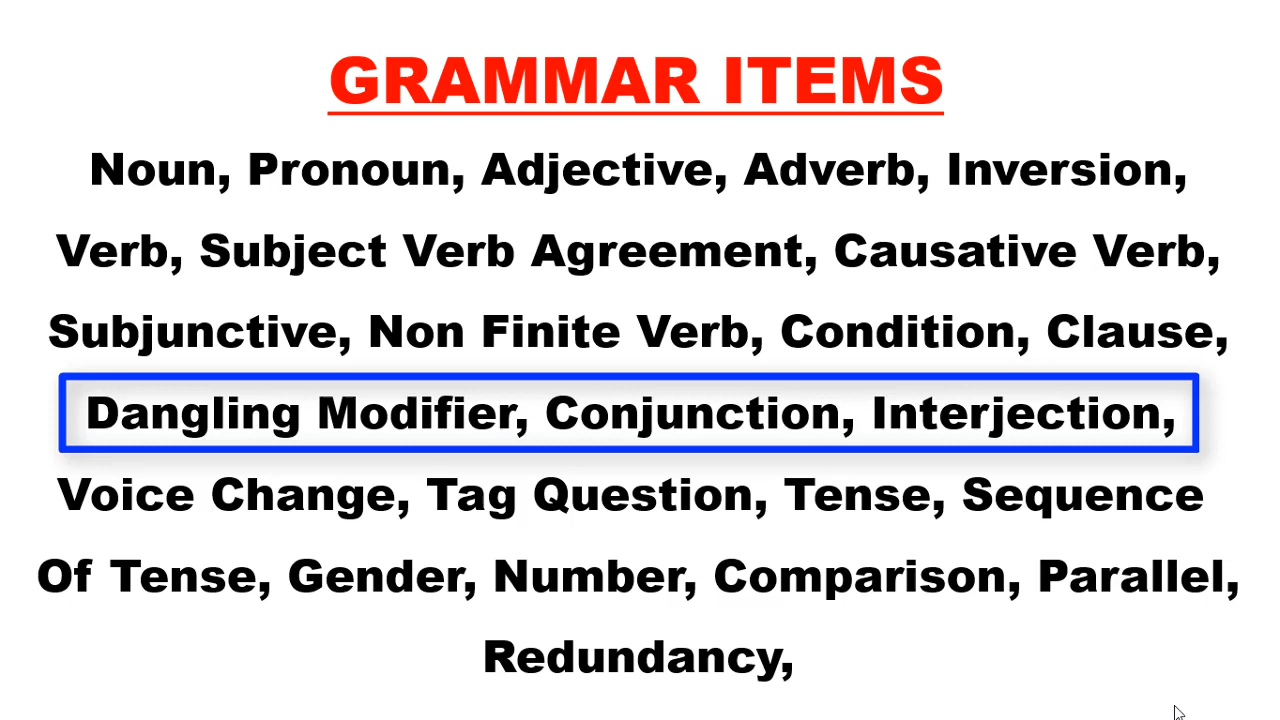 GRAMMAR ITEMS
Noun, Pronoun, Adjective, Adverb, Inversion,
Verb, Subject Verb Agreement, Causative Verb,
Subjunctive, Non Finite Verb, Condition, Clause,
Dangling Modifier, Conjunction, Interjection,
Voice Change, Tag Question, Tense, Sequence
Of Tense, Gender, Number, Comparison, Parallel,
Redundancy,